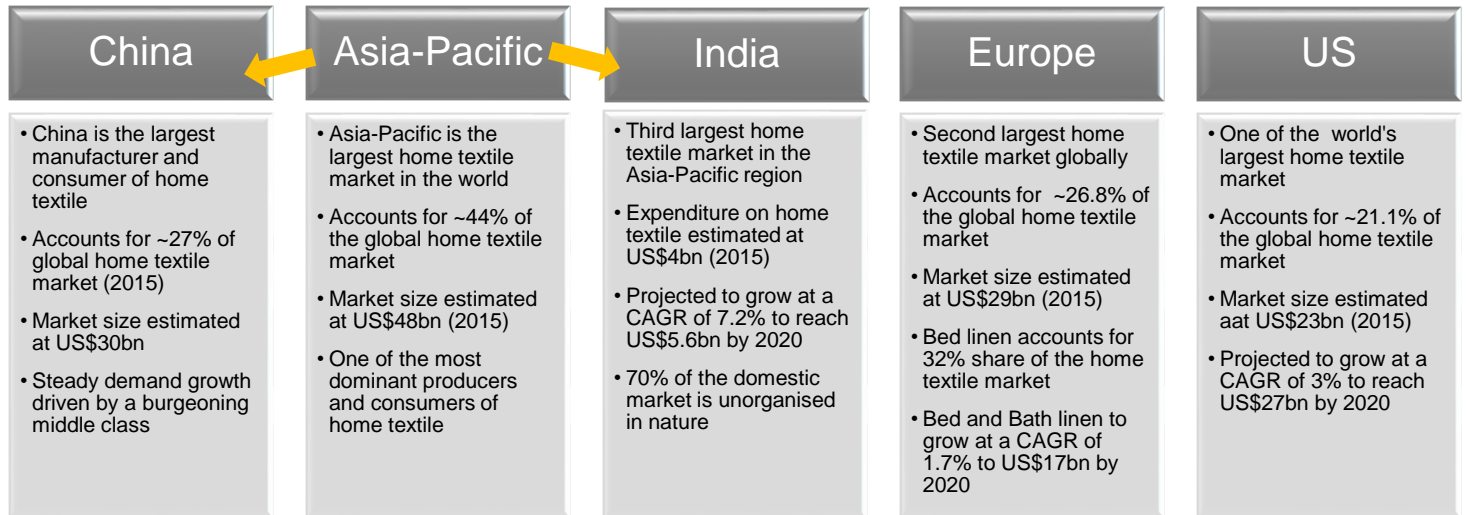 China
• China is the largest
manufacturer and
consumer of home
textile
• Accounts for ~27% of
global home textile
market (2015)
• Market size estimated
at US$30bn
• Steady demand growth
driven by a burgeoning
middle class
Asia-Pacific
• Asia-Pacific is the
largest home textile
market in the world
• Accounts for ~44% of
the global home textile
market
• Market size estimated
at US$48bn (2015)
• One of the most
dominant producers
and consumers of
home textile
India
• Third largest home
textile market in the
Asia-Pacific region
• Expenditure on home
textile estimated at
US$4bn (2015)
• Projected to grow at a
CAGR of 7.2% to reach
US$5.6bn by 2020
• 70% of the domestic
market is unorganised
in nature
Europe
• Second largest home
textile market globally
• Accounts for ~26.8% of
the global home textile
market
• Market size estimated
at US$29bn (2015)
• Bed linen accounts for
32% share of the home
textile market
• Bed and Bath linen to
grow at a CAGR of
1.7% to US$17bn by
2020
US
• One of the world's
largest home textile
market
• Accounts for ~21.1% of
the global home textile
market
• Market size estimated
aat US$23bn (2015)
• Projected to grow at a
CAGR of 3% to reach
US$27bn by 2020